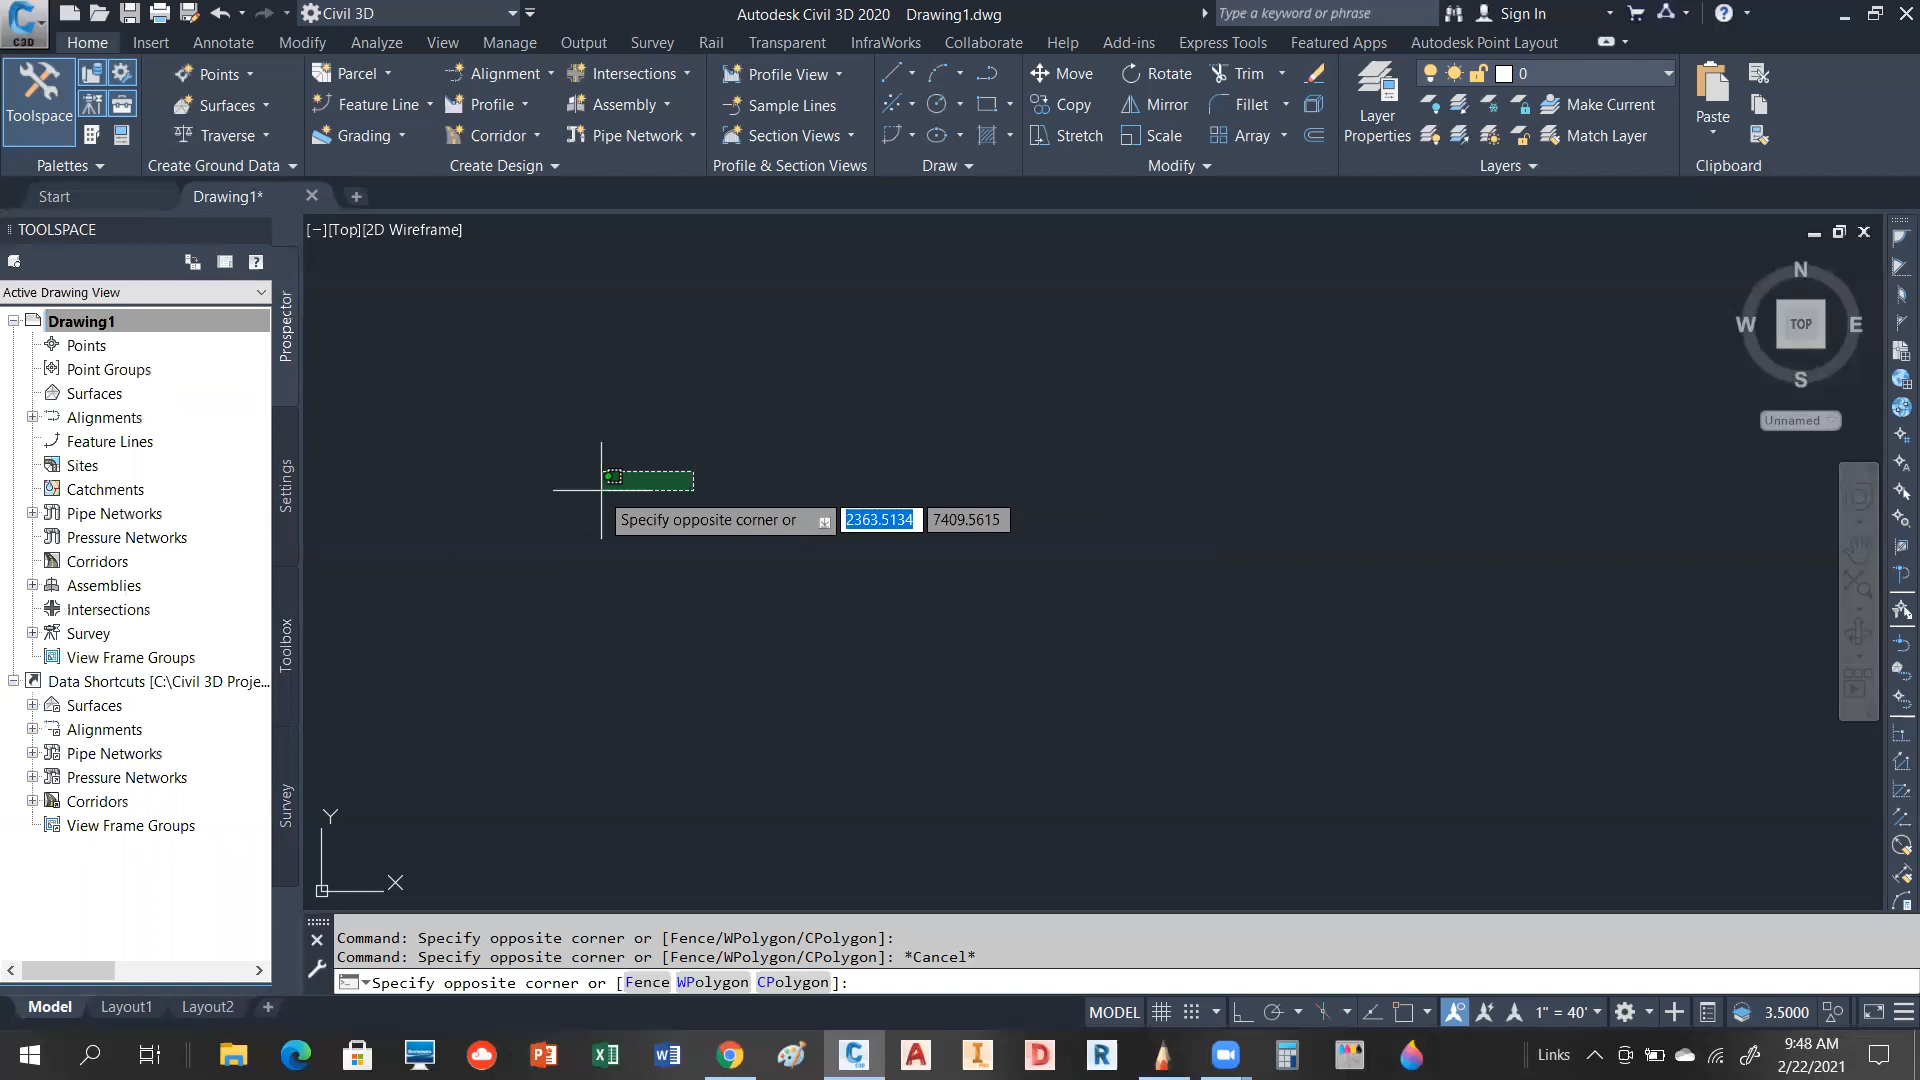 C3D
Civil 3D
Autodesk Civil 3D 2020 Drawing1.dwg
Type a keyword or phrase
Sign In
Home Insert Annotate Modify Analyze View Manage Output Survey Rail Transparent InfraWorks Collaborate Help Add-ins Express Tools Featured Apps Autodesk Point Layout
Toolspace
Palettes
Points
Surfaces
Traverse
Create Ground Data
Parcel
Feature Line
Grading
Alignment
Profile
Corridor
Intersections
Assembly
Pipe Network
Create Design
Profile View
Sample Lines
Section Views
Profile & Section Views
Draw
Move
Copy
Stretch
Rotate
Mirror
Scale
Trim
Fillet
Array
Modify
Layer
Properties
0
Make Current
Match Layer
Layers
Paste
Clipboard
Start
Drawing1*
TOOLSPACE
Active Drawing View
Drawing1
Points
Point Groups
Surfaces
Alignments
Feature Lines
Sites
Catchments
Pipe Networks
Pressure Networks
Corridors
Assemblies
Intersections
Survey
View Frame Groups
Data Shortcuts [C:\Civil 3D Proje...
Surfaces
Alignments
Pipe Networks
Pressure Networks
Corridors
View Frame Groups
Prospector
Settings
Toolbox
Survey
[−][Top][2D Wireframe]
N
W TOP E
S
Unnamed
Specify opposite corner or 2363.5134 7409.5615
Y
X
Command: Specify opposite corner or [Fence/WPolygon/CPolygon]:
Command: Specify opposite corner or [Fence/WPolygon/CPolygon]: *Cancel*
Specify opposite corner or [Fence WPolygon CPolygon]:
Model Layout1 Layout2
MODEL 1" = 40' 3.5000
Links
9:48 AM
2/22/2021